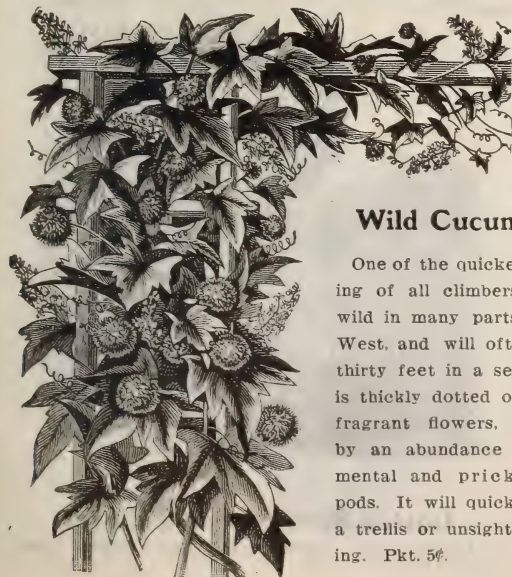 Wild Cucun
One of the quicke
ing of all climbers
wild in many parts
West, and will oft
thirty feet in a se
is thickly dotted o
fragrant flowers,
by an abundance
mental and prick
pods. It will quick
a trellis or unsight
ing. Pkt. 5¢.